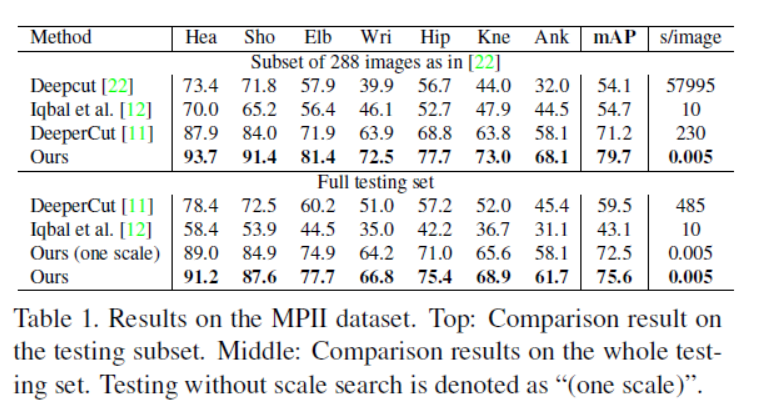 Method Hea Sho Elb Wri Hip Kne Ank mAP s/image
Subset of 288 images as in [22]
Deepcut [22] 73.4 71.8 57.9 39.9 56.7 44.0 32.0 54.1 57995
Iqbal et al. [12] 70.0 65.2 56.4 46.1 52.7 47.9 44.5 54.7 10
DeeperCut [11] 87.9 84.0 71.9 63.9 68.8 63.8 58.1 71.2 230
Ours 93.7 91.4 81.4 72.5 77.7 73.0 68.1 79.7 0.005
Full testing set
DeeperCut [11] 78.4 72.5 60.2 51.0 57.2 52.0 45.4 59.5 485
Iqbal et al. [12] 58.4 53.9 44.5 35.0 42.2 36.7 31.1 43.1 10
Ours (one scale) 89.0 84.9 74.9 64.2 71.0 65.6 58.1 72.5 0.005
Ours 91.2 87.6 77.7 66.8 75.4 68.9 61.7 75.6 0.005
Table 1. Results on the MPII dataset. Top: Comparison result on
the testing subset. Middle: Comparison results on the whole test-
ing set. Testing without scale search is denoted as “(one scale)”.